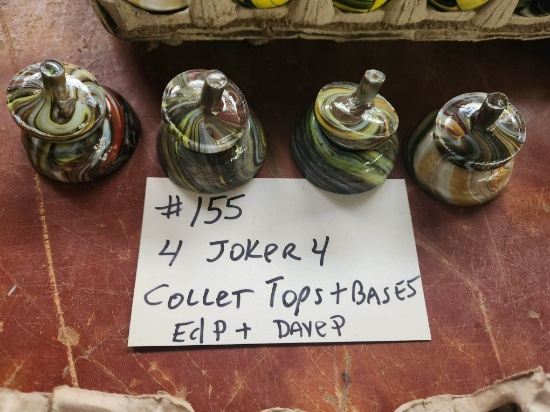 #155
4 JOKER 4
COLLET TOPS + BASES
Ed P + DAVE P